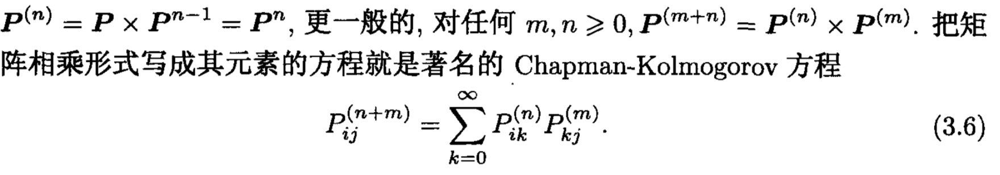 $\boldsymbol{P}^{(n)} = \boldsymbol{P} \times \boldsymbol{P}^{n-1} = \boldsymbol{P}^n$, 更一般的, 对任何 $m, n \geqslant 0, \boldsymbol{P}^{(m+n)} = \boldsymbol{P}^{(n)} \times \boldsymbol{P}^{(m)}$. 把矩
阵相乘形式写成其元素的方程就是著名的 Chapman-Kolmogorov 方程
$P_{ij}^{(n+m)} = \sum_{k=0}^{\infty} P_{ik}^{(n)} P_{kj}^{(m)}.$ (3.6)